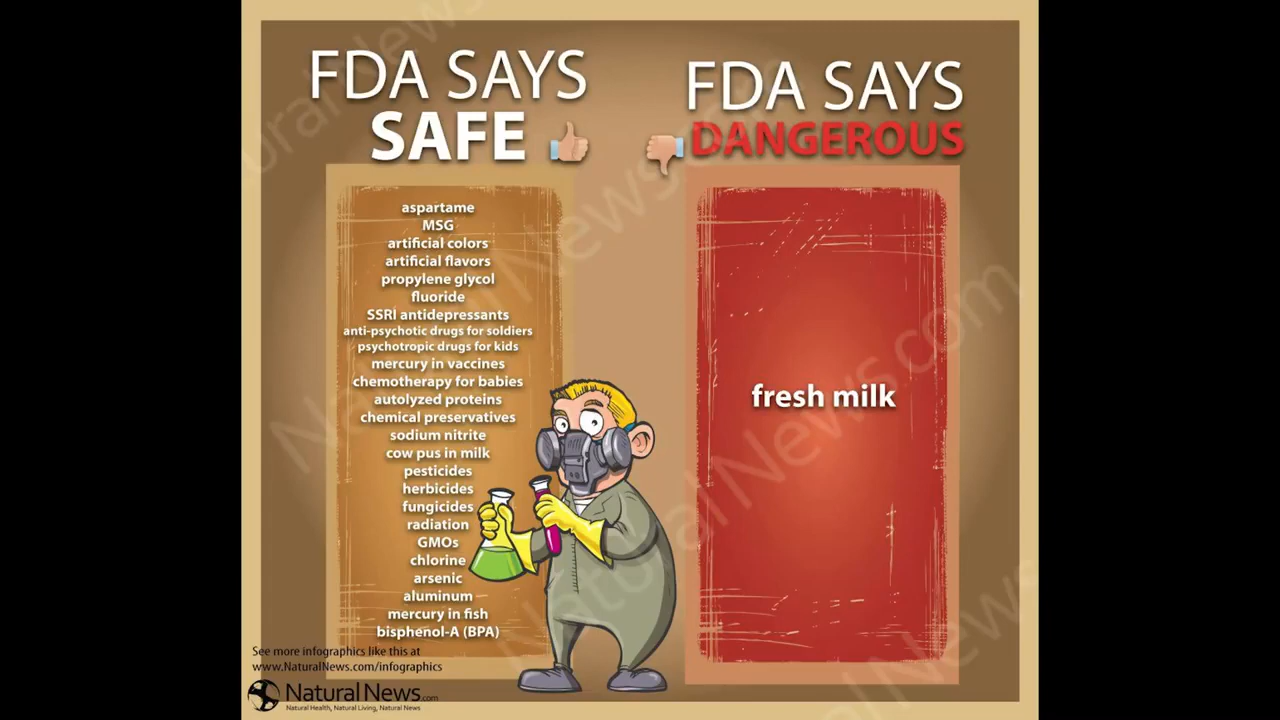 FDA SAYS
SAFE
aspartame
MSG
artificial colors
artificial flavors
propylene glycol
fluoride
SSRI antidepressants
anti-psychotic drugs for soldiers
psychotropic drugs for kids
mercury in vaccines
chemotherapy for babies
autolyzed proteins
chemical preservatives
sodium nitrite
cow pus in milk
pesticides
herbicides
fungicides
radiation
GMOs
chlorine
arsenic
aluminum
mercury in fish
bisphenol-A (BPA)
See more infographics like this at
www.NaturalNews.com/infographics
NaturalNews.com
Natural Health, Natural Living, Natural News
FDA SAYS
DANGEROUS
fresh milk
NaturalNews.com